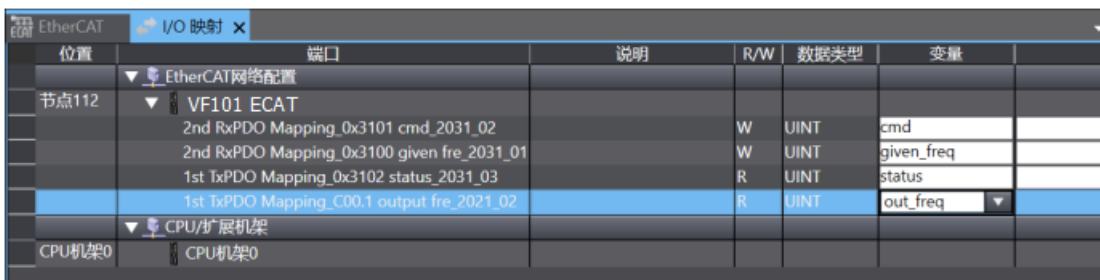 EtherCAT I/O 映射
位置 端口 说明 R/W 数据类型 变量
EtherCAT网络配置
节点112 VF101 ECAT
2nd RxPDO Mapping_0x3101 cmd_2031_02 W UINT cmd
2nd RxPDO Mapping_0x3100 given fre_2031_01 W UINT given_freq
1st TxPDO Mapping_0x3102 status_2031_03 R UINT status
1st TxPDO Mapping_C00.1 output fre_2021_02 R UINT out_freq
CPU/扩展机架
CPU机架0 CPU机架0